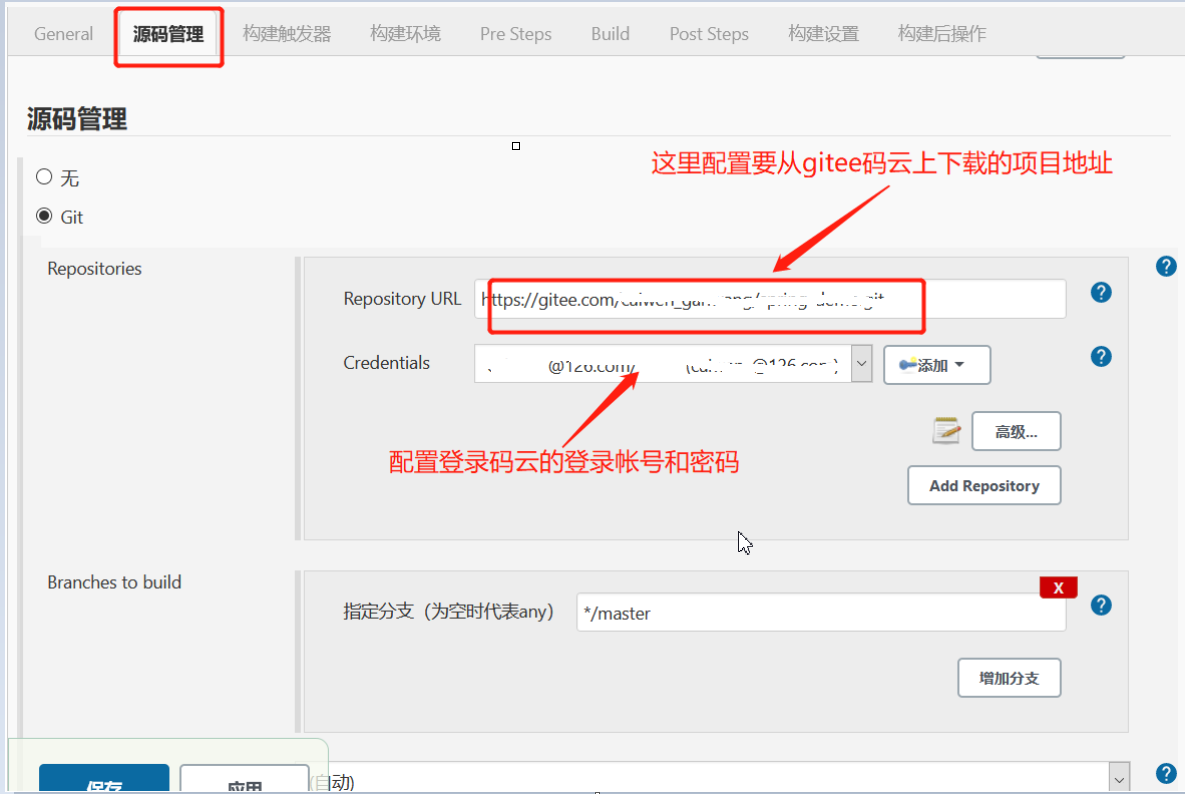 General 源码管理 构建触发器 构建环境 Pre Steps Build Post Steps 构建设置 构建后操作
源码管理
这里配置要从gitee码云上下载的项目地址
无
Git
Repositories
Repository URL https://gitee.com/
Credentials @126.com/ @126.com) 添加
高级...
配置登录码云的登录帐号和密码
Add Repository
Branches to build
X
指定分支（为空时代表any） */master
增加分支
保存 应用 (自动)